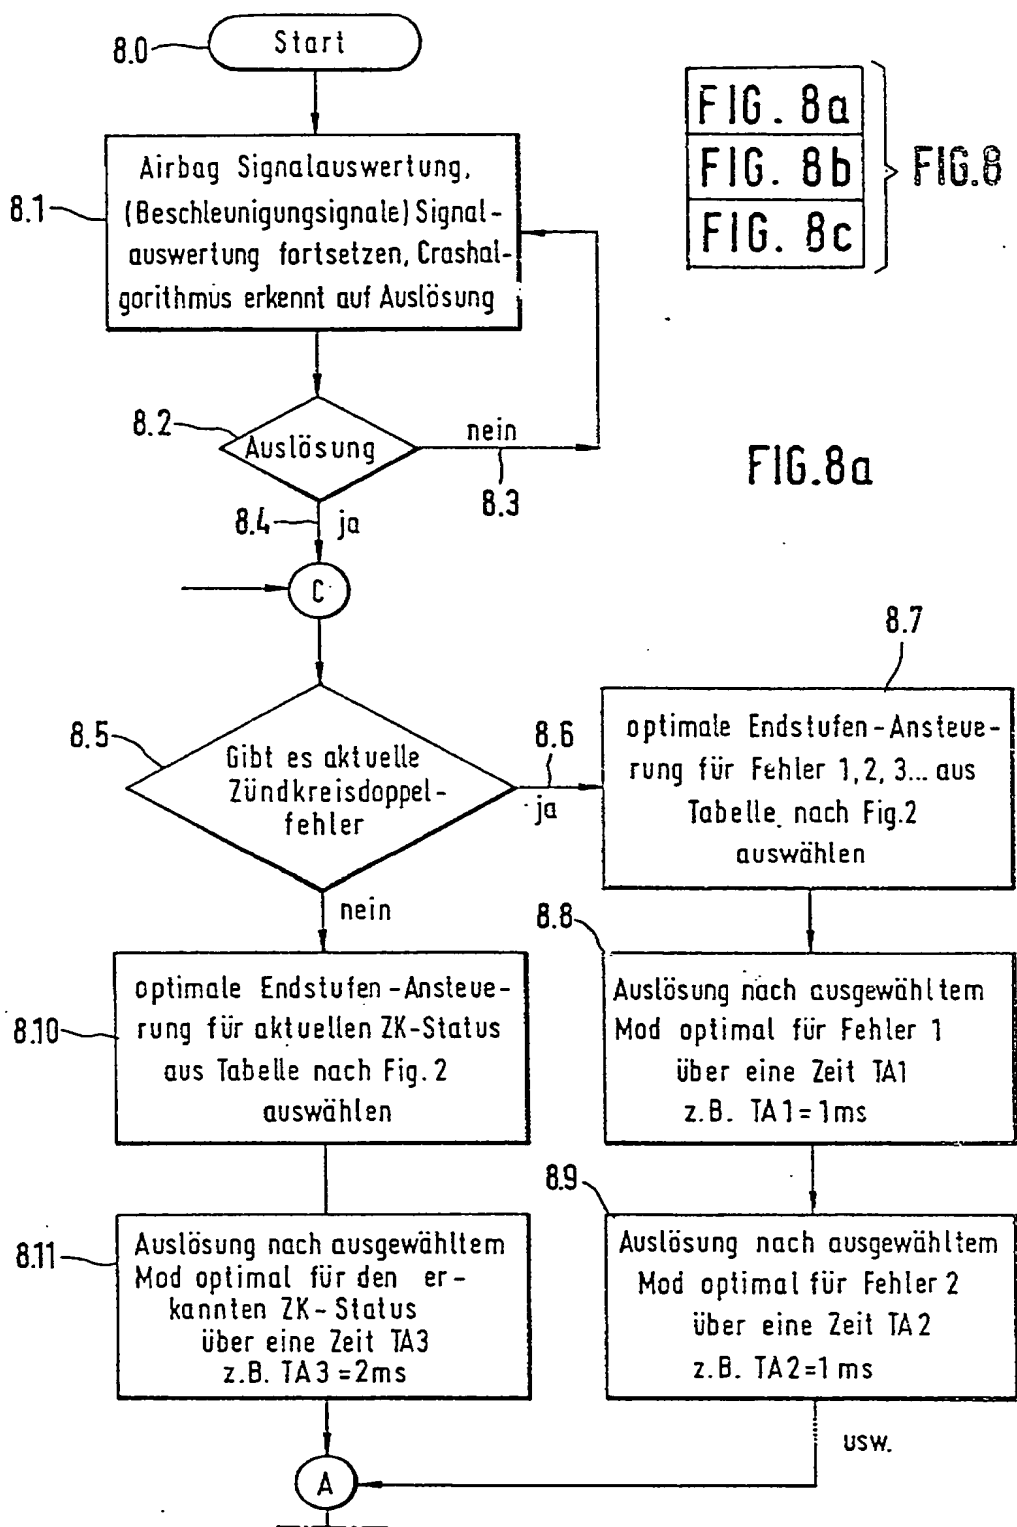 8.0
Start
FIG. 8a
FIG. 8b
FIG. 8c
FIG.8
8.1
Airbag Signalauswertung,
(Beschleunigungsignale) Signal-
auswertung fortsetzen, Crashal-
gorithmus erkennt auf Auslösung
8.2
Auslösung
nein
8.3
8.4
ja
FIG.8a
C
8.5
Gibt es aktuelle
Zündkreisdoppel-
fehler
8.6
ja
8.7
optimale Endstufen-Ansteue-
rung für Fehler 1, 2, 3... aus
Tabelle nach Fig.2
auswählen
nein
8.10
optimale Endstufen-Ansteue-
rung für aktuellen ZK-Status
aus Tabelle nach Fig. 2
auswählen
8.8
Auslösung nach ausgewähltem
Mod optimal für Fehler 1
über eine Zeit TA1
z.B. TA1=1ms
8.11
Auslösung nach ausgewähltem
Mod optimal für den er-
kannten ZK-Status
über eine Zeit TA3
z.B. TA3=2ms
8.9
Auslösung nach ausgewähltem
Mod optimal für Fehler 2
über eine Zeit TA2
z.B. TA2=1ms
usw.
A